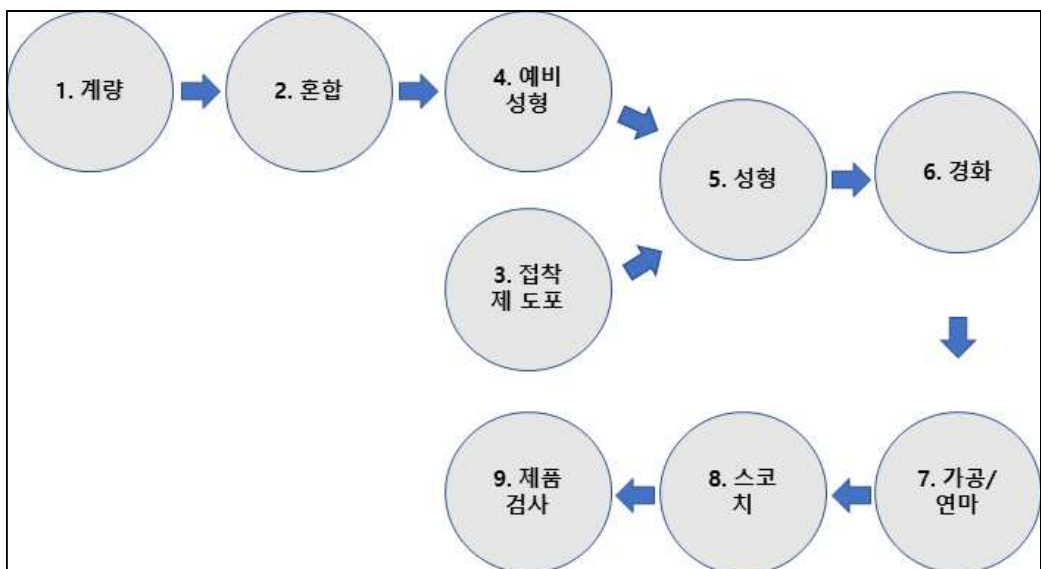 1. 계량
2. 혼합
4. 예비
성형
3. 접착
제 도포
5. 성형
6. 경화
7. 가공/
연마
8. 스코
치
9. 제품
검사